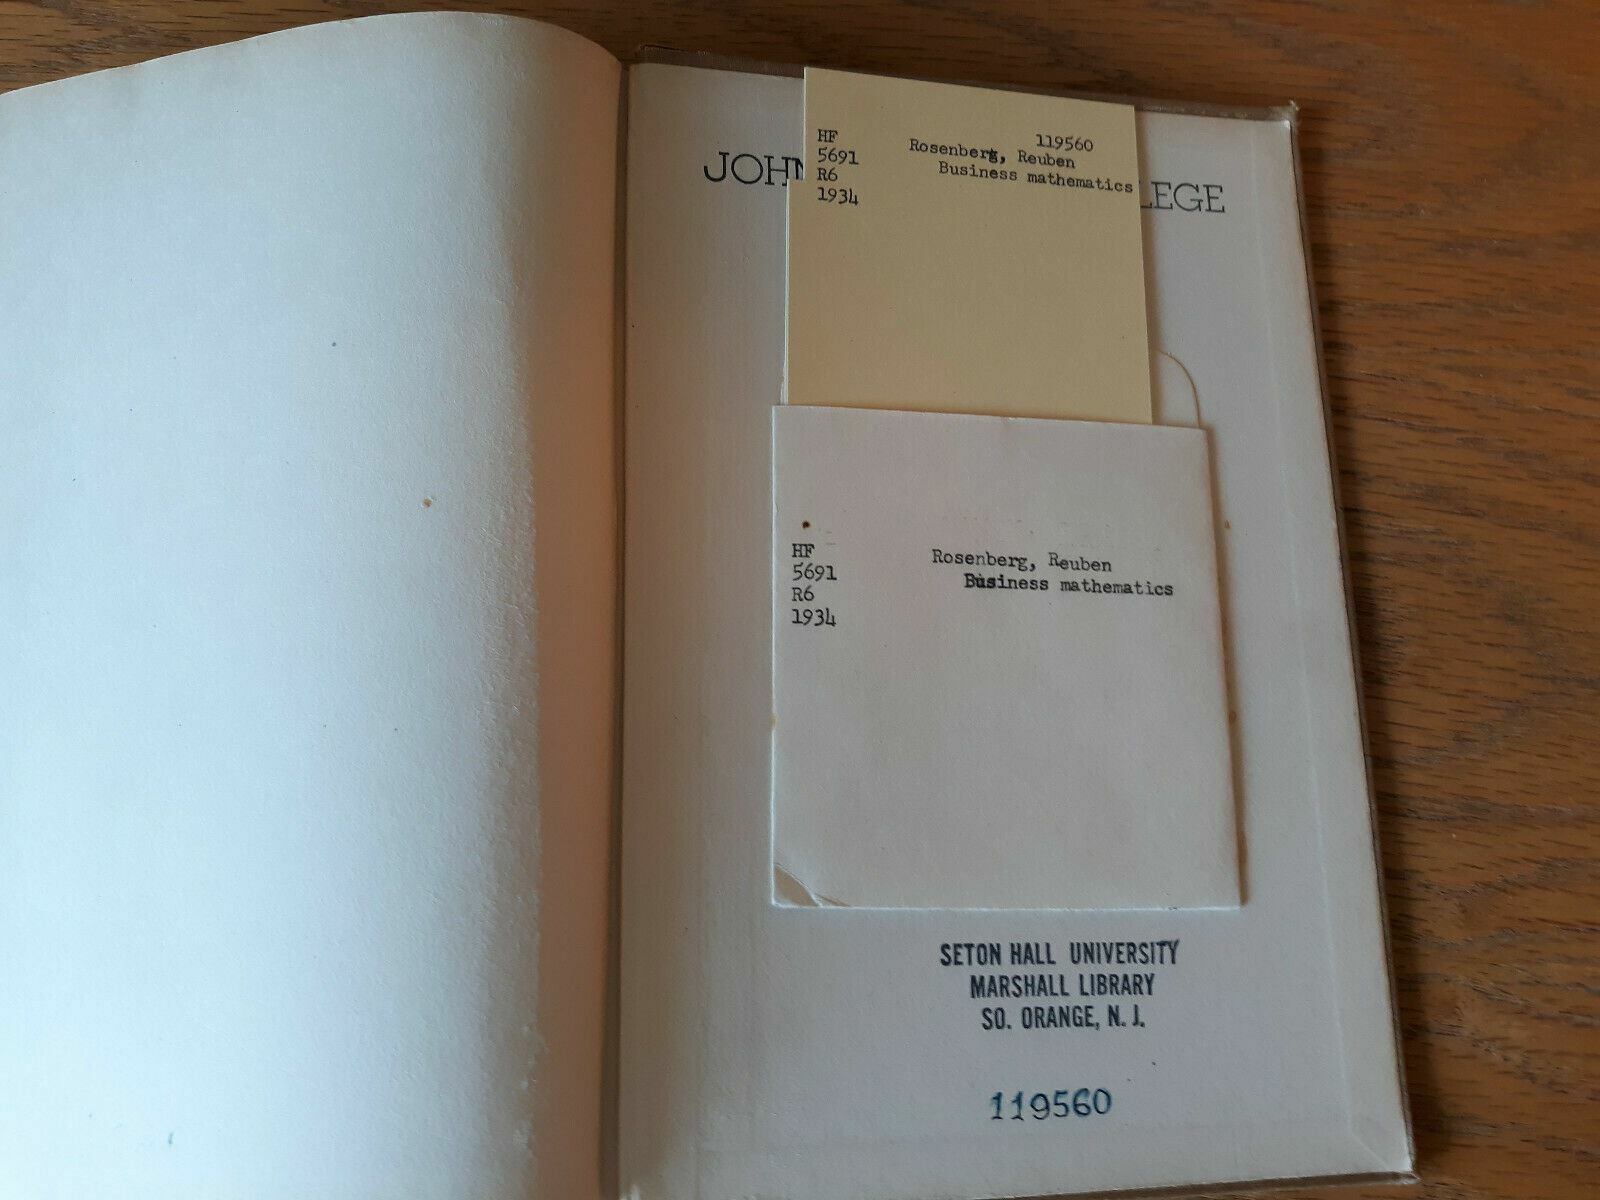 JOHN LEGE
HF
5691
R6
1934
119560
Rosenberg, Reuben
Business mathematics
HF
5691
R6
1934
Rosenberg, Reuben
Business mathematics
SETON HALL UNIVERSITY
MARSHALL LIBRARY
SO. ORANGE, N. J.
119560